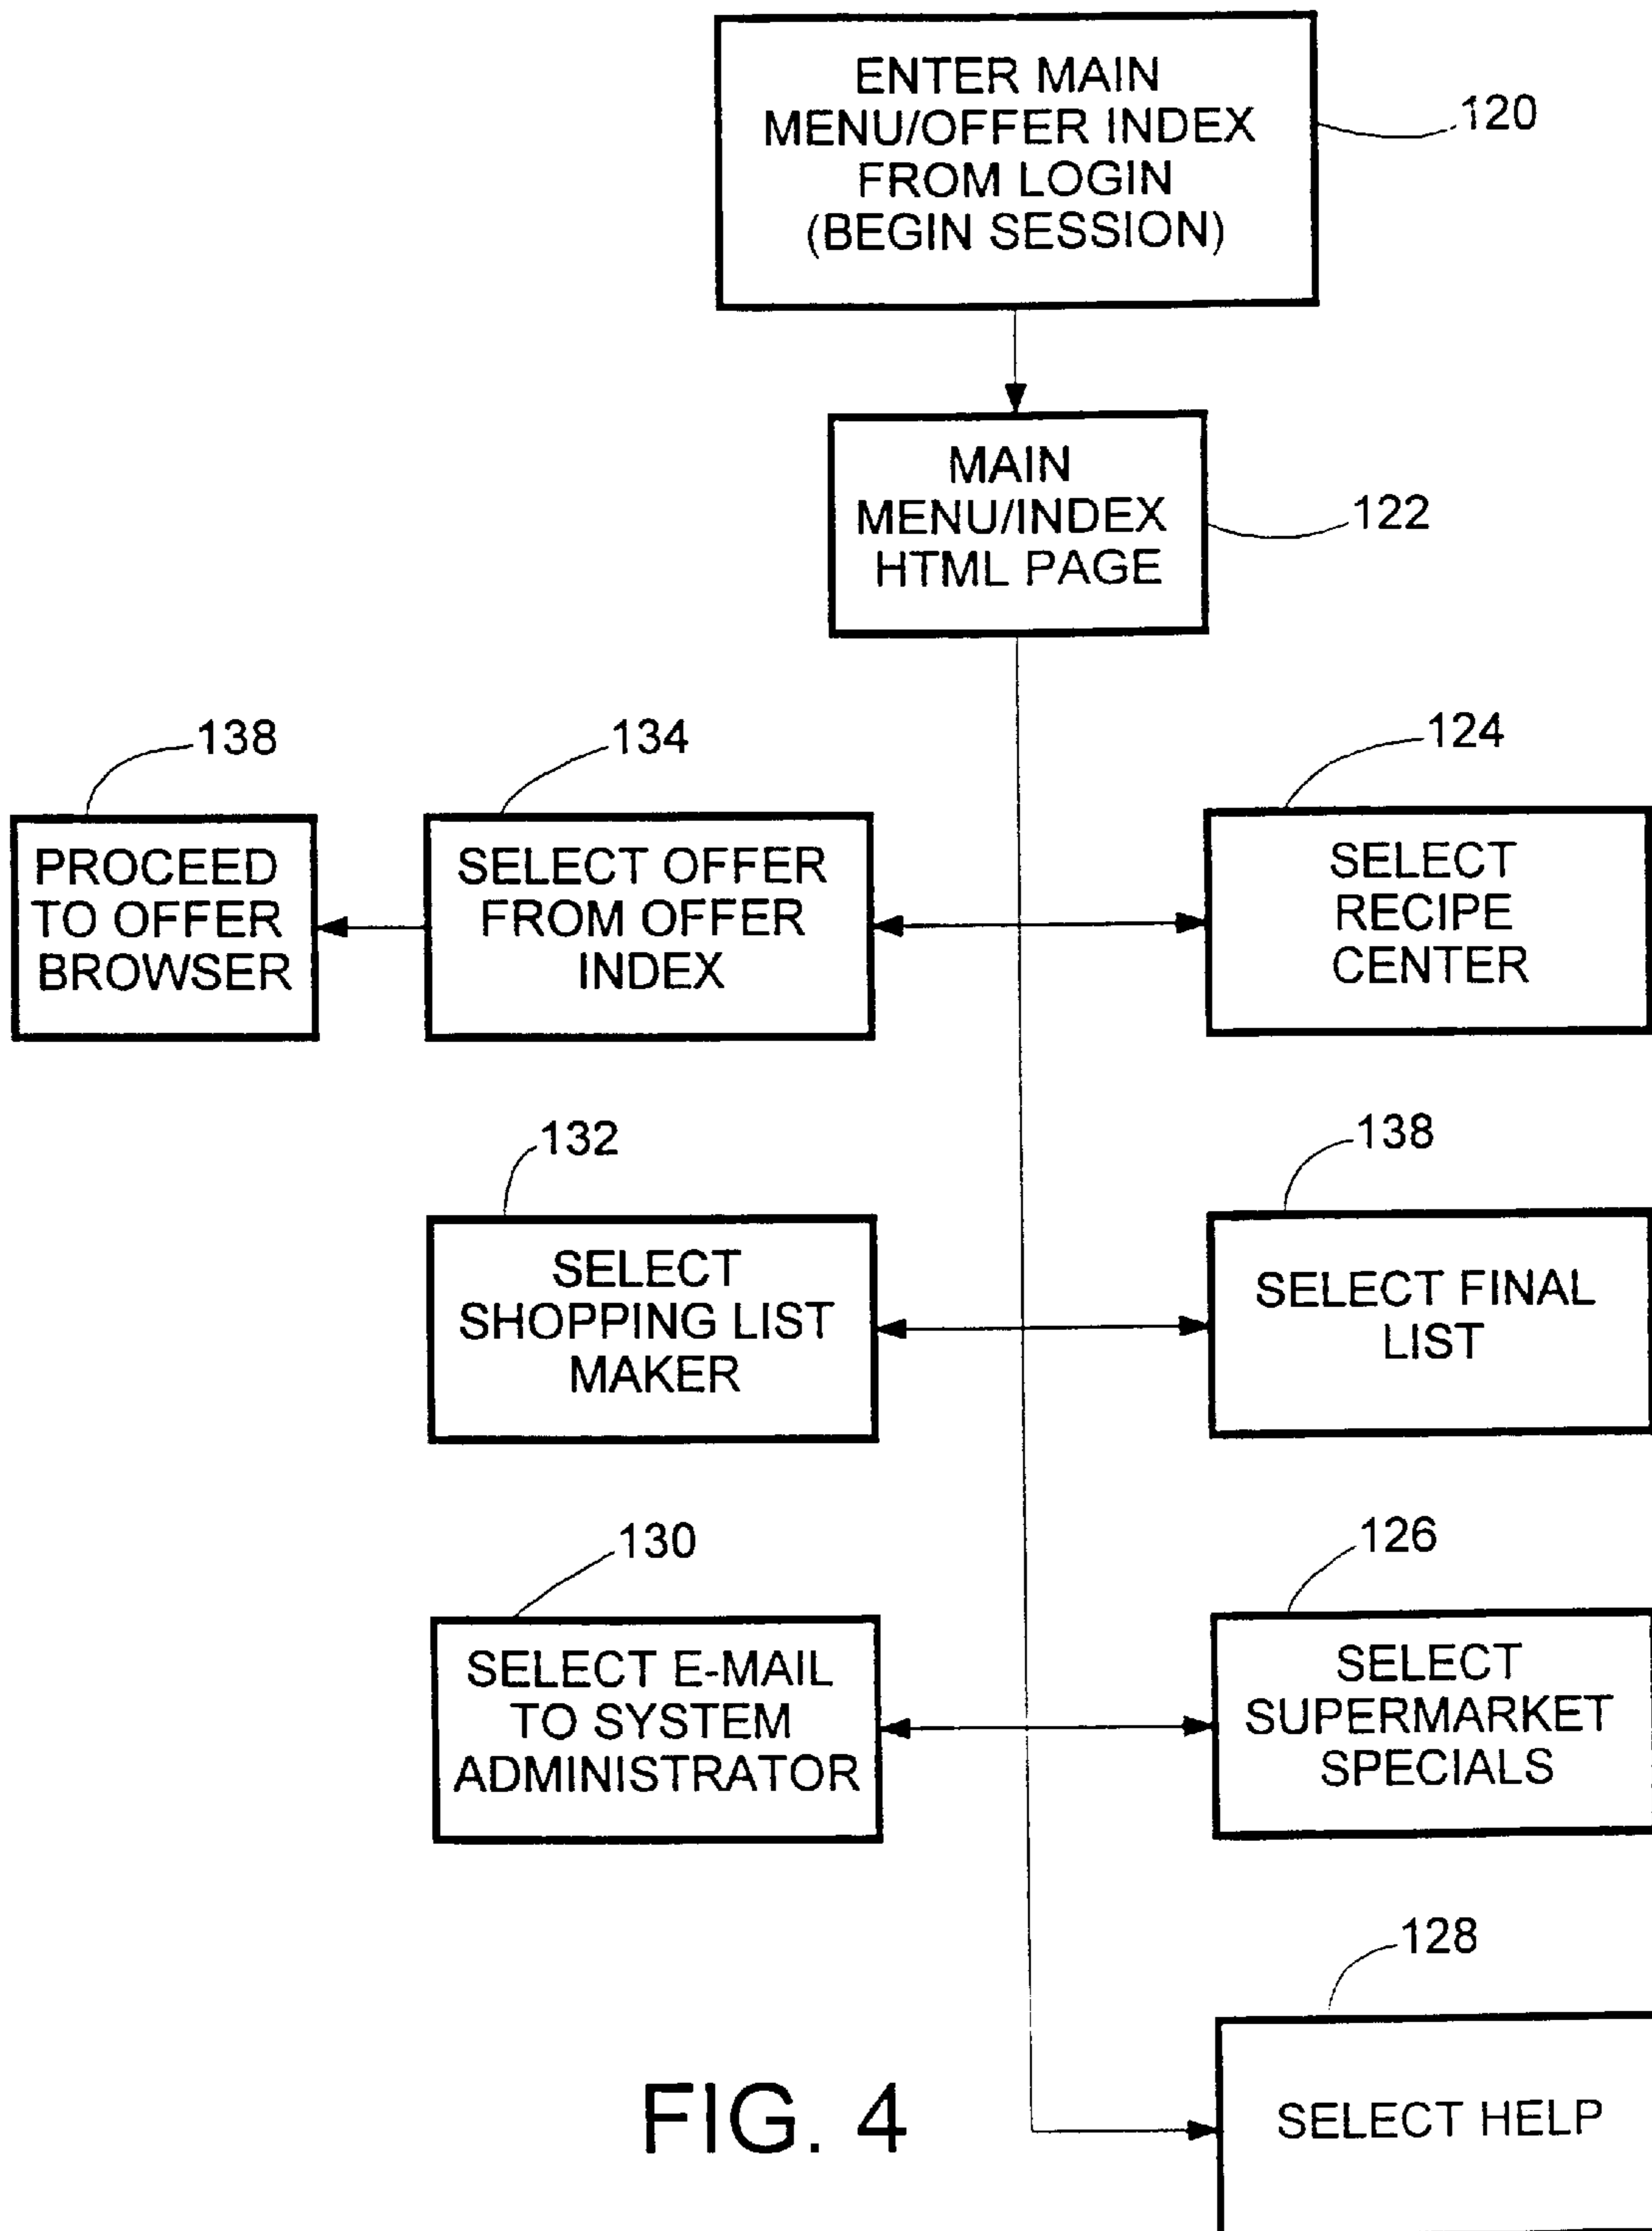 ENTER MAIN
MENU/OFFER INDEX
FROM LOGIN
(BEGIN SESSION)
120
MAIN
MENU/INDEX
HTML PAGE
122
138
PROCEED
TO OFFER
BROWSER
134
SELECT OFFER
FROM OFFER
INDEX
124
SELECT
RECIPE
CENTER
132
SELECT
SHOPPING LIST
MAKER
138
SELECT FINAL
LIST
130
SELECT E-MAIL
TO SYSTEM
ADMINISTRATOR
126
SELECT
SUPERMARKET
SPECIALS
128
SELECT HELP
FIG. 4